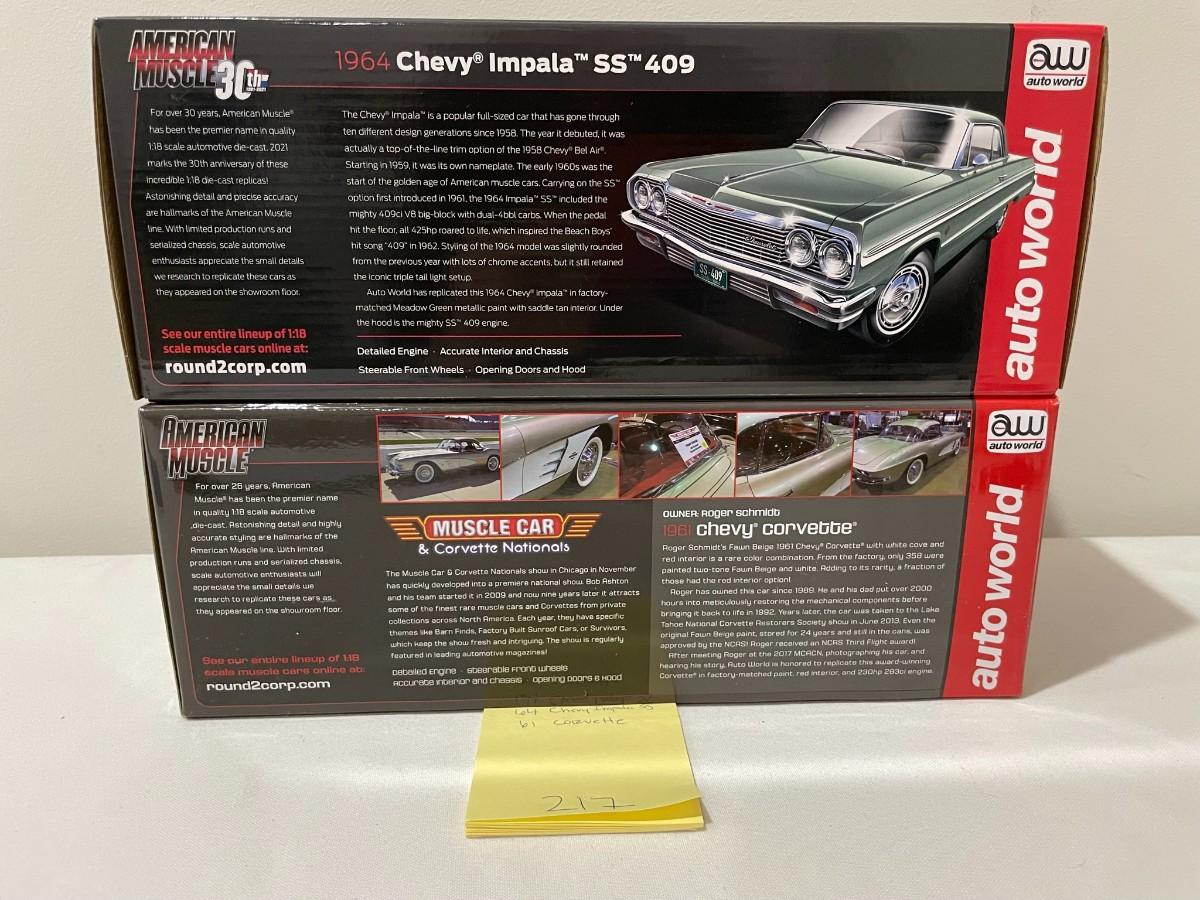 AMERICAN
MUSCLE 30th
1991-2021
1964 Chevy® Impala™ SS™ 409
aw
auto world
For over 30 years, American Muscle®
has been the premier name in quality
1:18 scale automotive die-cast. 2021
marks the 30th anniversary of these
incredible 1:18 die-cast replicas!
Astonishing detail and precise accuracy
are hallmarks of the American Muscle
line. With limited production runs and
serialized chassis, scale automotive
enthusiasts appreciate the small details
we research to replicate these cars as
they appeared on the showroom floor.
See our entire lineup of 1:18
scale muscle cars online at:
round2corp.com
The Chevy® Impala™ is a popular full-sized car that has gone through
ten different design generations since 1958. The year it debuted, it was
actually a top-of-the-line trim option of the 1958 Chevy® Bel Air®.
Starting in 1959, it was its own nameplate. The early 1960s was the
start of the golden age of American muscle cars. Carrying on the SS™
option first introduced in 1961, the 1964 Impala™ SS™ included the
mighty 409ci V8 big-block with dual-4bbl carbs. When the pedal
hit the floor, all 425hp roared to life, which inspired the Beach Boys'
hit song "409" in 1962. Styling of the 1964 model was slightly rounded
from the previous year with lots of chrome accents, but it still retained
the iconic triple tail light setup.
Auto World has replicated this 1964 Chevy® Impala™ in factory-
matched Meadow Green metallic paint with saddle tan interior. Under
the hood is the mighty SS™ 409 engine.
Detailed Engine · Accurate Interior and Chassis
Steerable Front Wheels · Opening Doors and Hood
Chevrolet
SS-409
auto world
AMERICAN
MUSCLE
For over 26 years, American
Muscle® has been the premier name
in quality 1:18 scale automotive
die-cast. Astonishing detail and highly
accurate styling are hallmarks of the
American Muscle line. With limited
production runs and serialized chassis,
scale automotive enthusiasts will
appreciate the small details we
research to replicate these cars as
they appeared on the showroom floor.
See our entire lineup of 1:18
scale muscle cars online at:
round2corp.com
MUSCLE CAR
& Corvette Nationals
The Muscle Car & Corvette Nationals show in Chicago in November
has quickly developed into a premiere national show. Bob Ashton
and his team started it in 2009 and now nine years later it attracts
some of the finest rare muscle cars and Corvettes from private
collections across North America. Each year, they have specific
themes like Barn Finds, Factory Built Sunroof Cars, or Survivors,
which keep the show fresh and intriguing. The show is regularly
featured in leading automotive magazines!
Detailed Engine · Steerable Front Wheels
Accurate Interior and Chassis · Opening Doors & Hood
OWNER: Roger Schmidt
1961 Chevy® Corvette®
Roger Schmidt's Fawn Beige 1961 Chevy® Corvette® with white cove and
red interior is a rare color combination. From the factory, only 358 were
painted two-tone Fawn Beige and white. Adding to its rarity, a fraction of
those had the red interior option!
Roger has owned this car since 1989. He and his dad put over 2000
hours into meticulously restoring the mechanical components before
bringing it back to life in 1992. Years later, the car was taken to the Lake
Tahoe National Corvette Restorers Society show in June 2013. Even the
original Fawn Beige paint, stored for 24 years and still in the cans, was
approved by the NCRS! Roger received an NCRS Third Flight award!
After meeting Roger at the 2017 MCACN, photographing his car, and
hearing his story, Auto World is honored to replicate this award-winning
Corvette® in factory-matched paint, red interior, and 230hp 283ci engine.
aw
auto world
auto world
64 Chevy Impala SS
61 Corvette
217